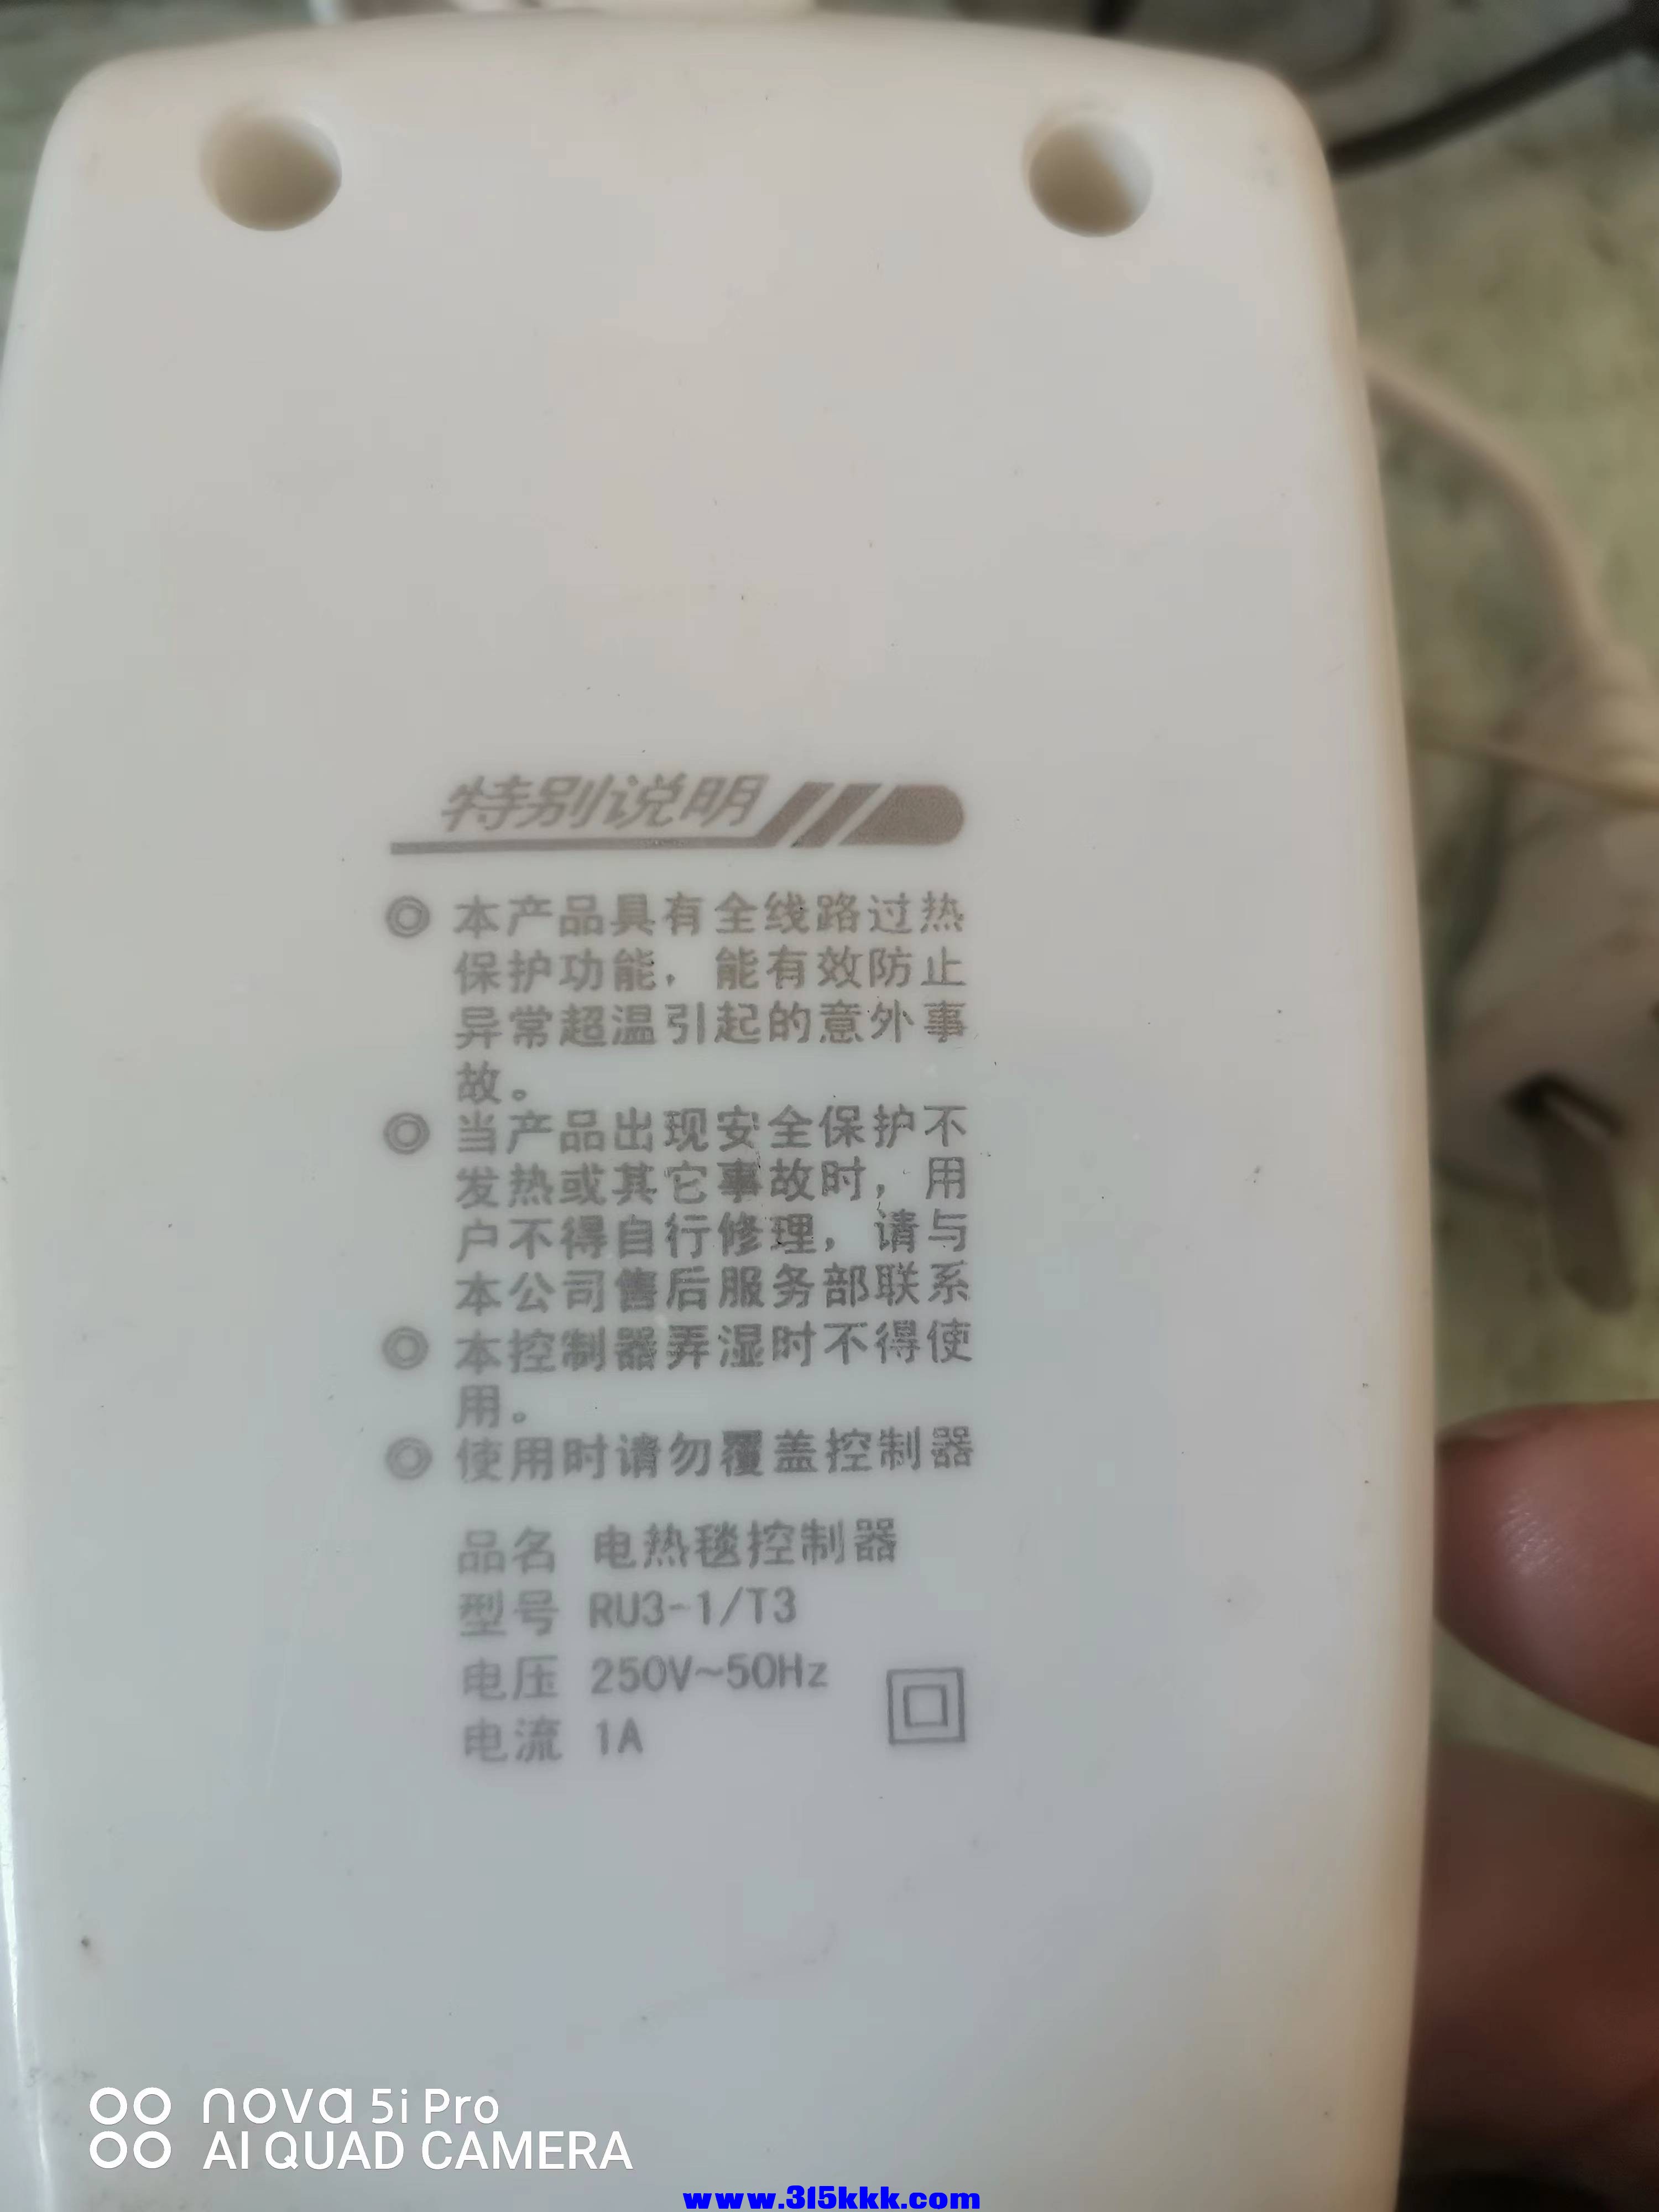 特别说明
◎ 本产品具有全线路过热
保护功能，能有效防止
异常超温引起的意外事
故。
◎ 当产品出现安全保护不
发热或其它事故时，用
户不得自行修理，请与
本公司售后服务部联系
◎ 本控制器弄湿时不得使
用。
◎ 使用时请勿覆盖控制器
品名 电热毯控制器
型号 RU3-1/T3
电压 250V~50Hz
电流 1A
nova 5i Pro
AI QUAD CAMERA
www.315kkk.com